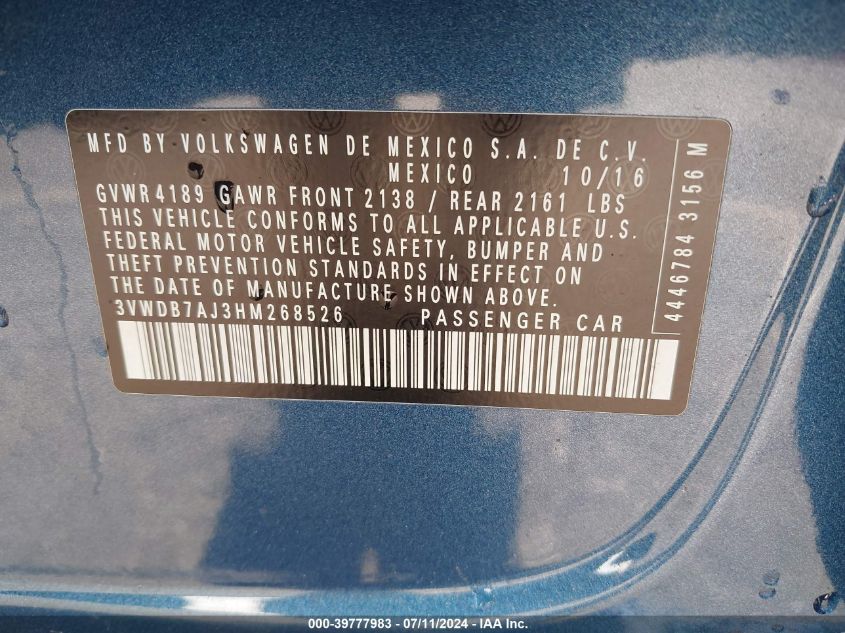 MFD BY VOLKSWAGEN DE MEXICO S.A. DE C.V.
MEXICO 10/16
GVWR 4189 GAWR FRONT 2138 / REAR 2161 LBS
THIS VEHICLE CONFORMS TO ALL APPLICABLE U.S.
FEDERAL MOTOR VEHICLE SAFETY, BUMPER AND
THEFT PREVENTION STANDARDS IN EFFECT ON
THE DATE OF MANUFACTURE SHOWN ABOVE.
3VWDB7AJ3HM268526 PASSENGER CAR
4446784 3156 M
000-39777983 - 07/11/2024 - IAA Inc.